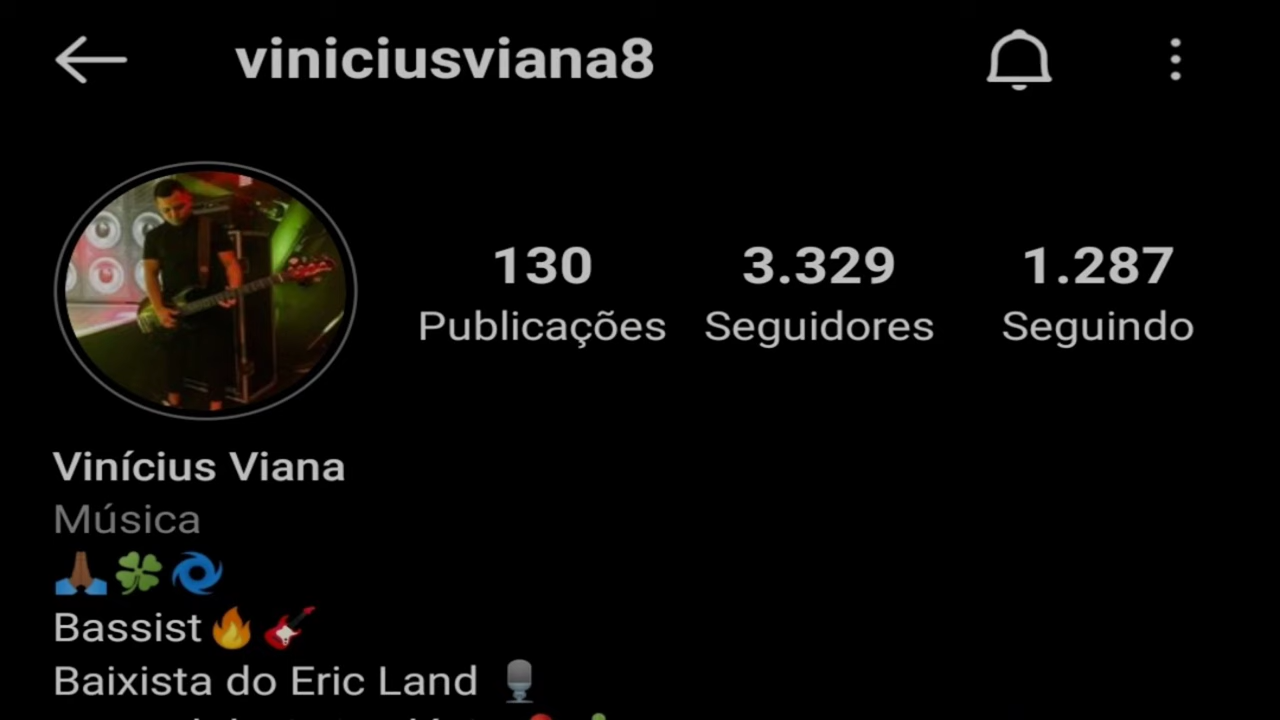 viniciusviana8
130 3.329 1.287
Publicações Seguidores Seguindo
Vinícius Viana
Música
🙏🏾🍀🌀
Bassist🔥🎸
Baixista do Eric Land 🎙️